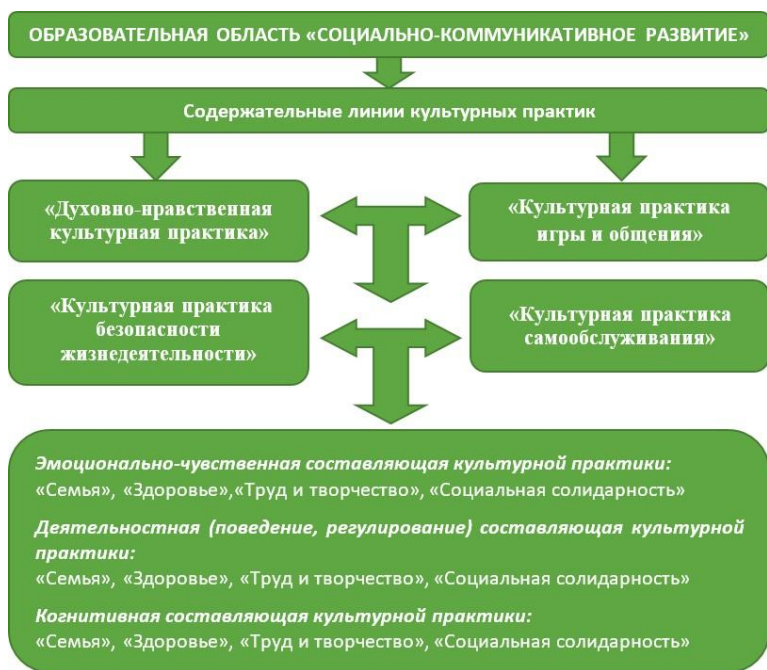 ОБРАЗОВАТЕЛЬНАЯ ОБЛАСТЬ «СОЦИАЛЬНО-КОММУНИКАТИВНОЕ РАЗВИТИЕ»
Содержательные линии культурных практик
«Духовно-нравственная
культурная практика»
«Культурная практика
игры и общения»
«Культурная практика
безопасности
жизнедеятельности»
«Культурная практика
самообслуживания»
Эмоционально-чувственная составляющая культурной практики:
«Семья», «Здоровье»,«Труд и творчество», «Социальная солидарность»
Деятельностная (поведение, регулирование) составляющая культурной
практики:
«Семья», «Здоровье», «Труд и творчество», «Социальная солидарность»
Когнитивная составляющая культурной практики:
«Семья», «Здоровье», «Труд и творчество», «Социальная солидарность»